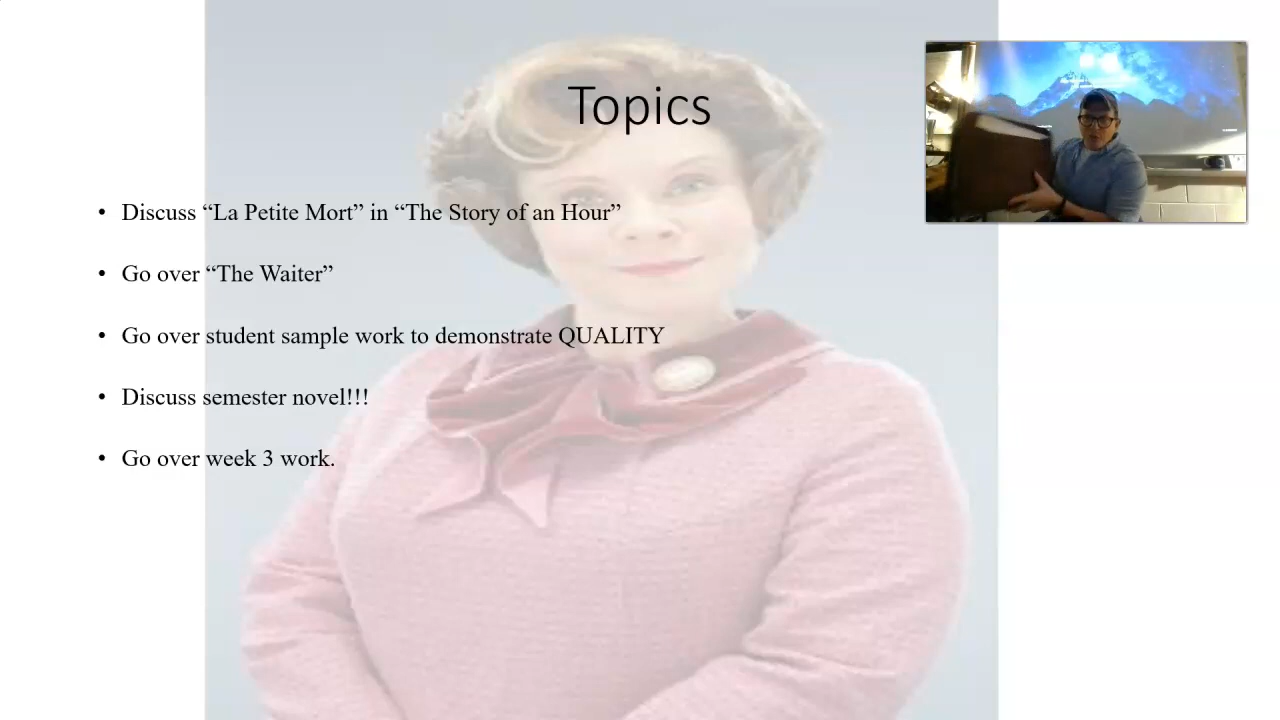 Topics
• Discuss “La Petite Mort” in “The Story of an Hour”
• Go over “The Waiter”
• Go over student sample work to demonstrate QUALITY
• Discuss semester novel!!!
• Go over week 3 work.